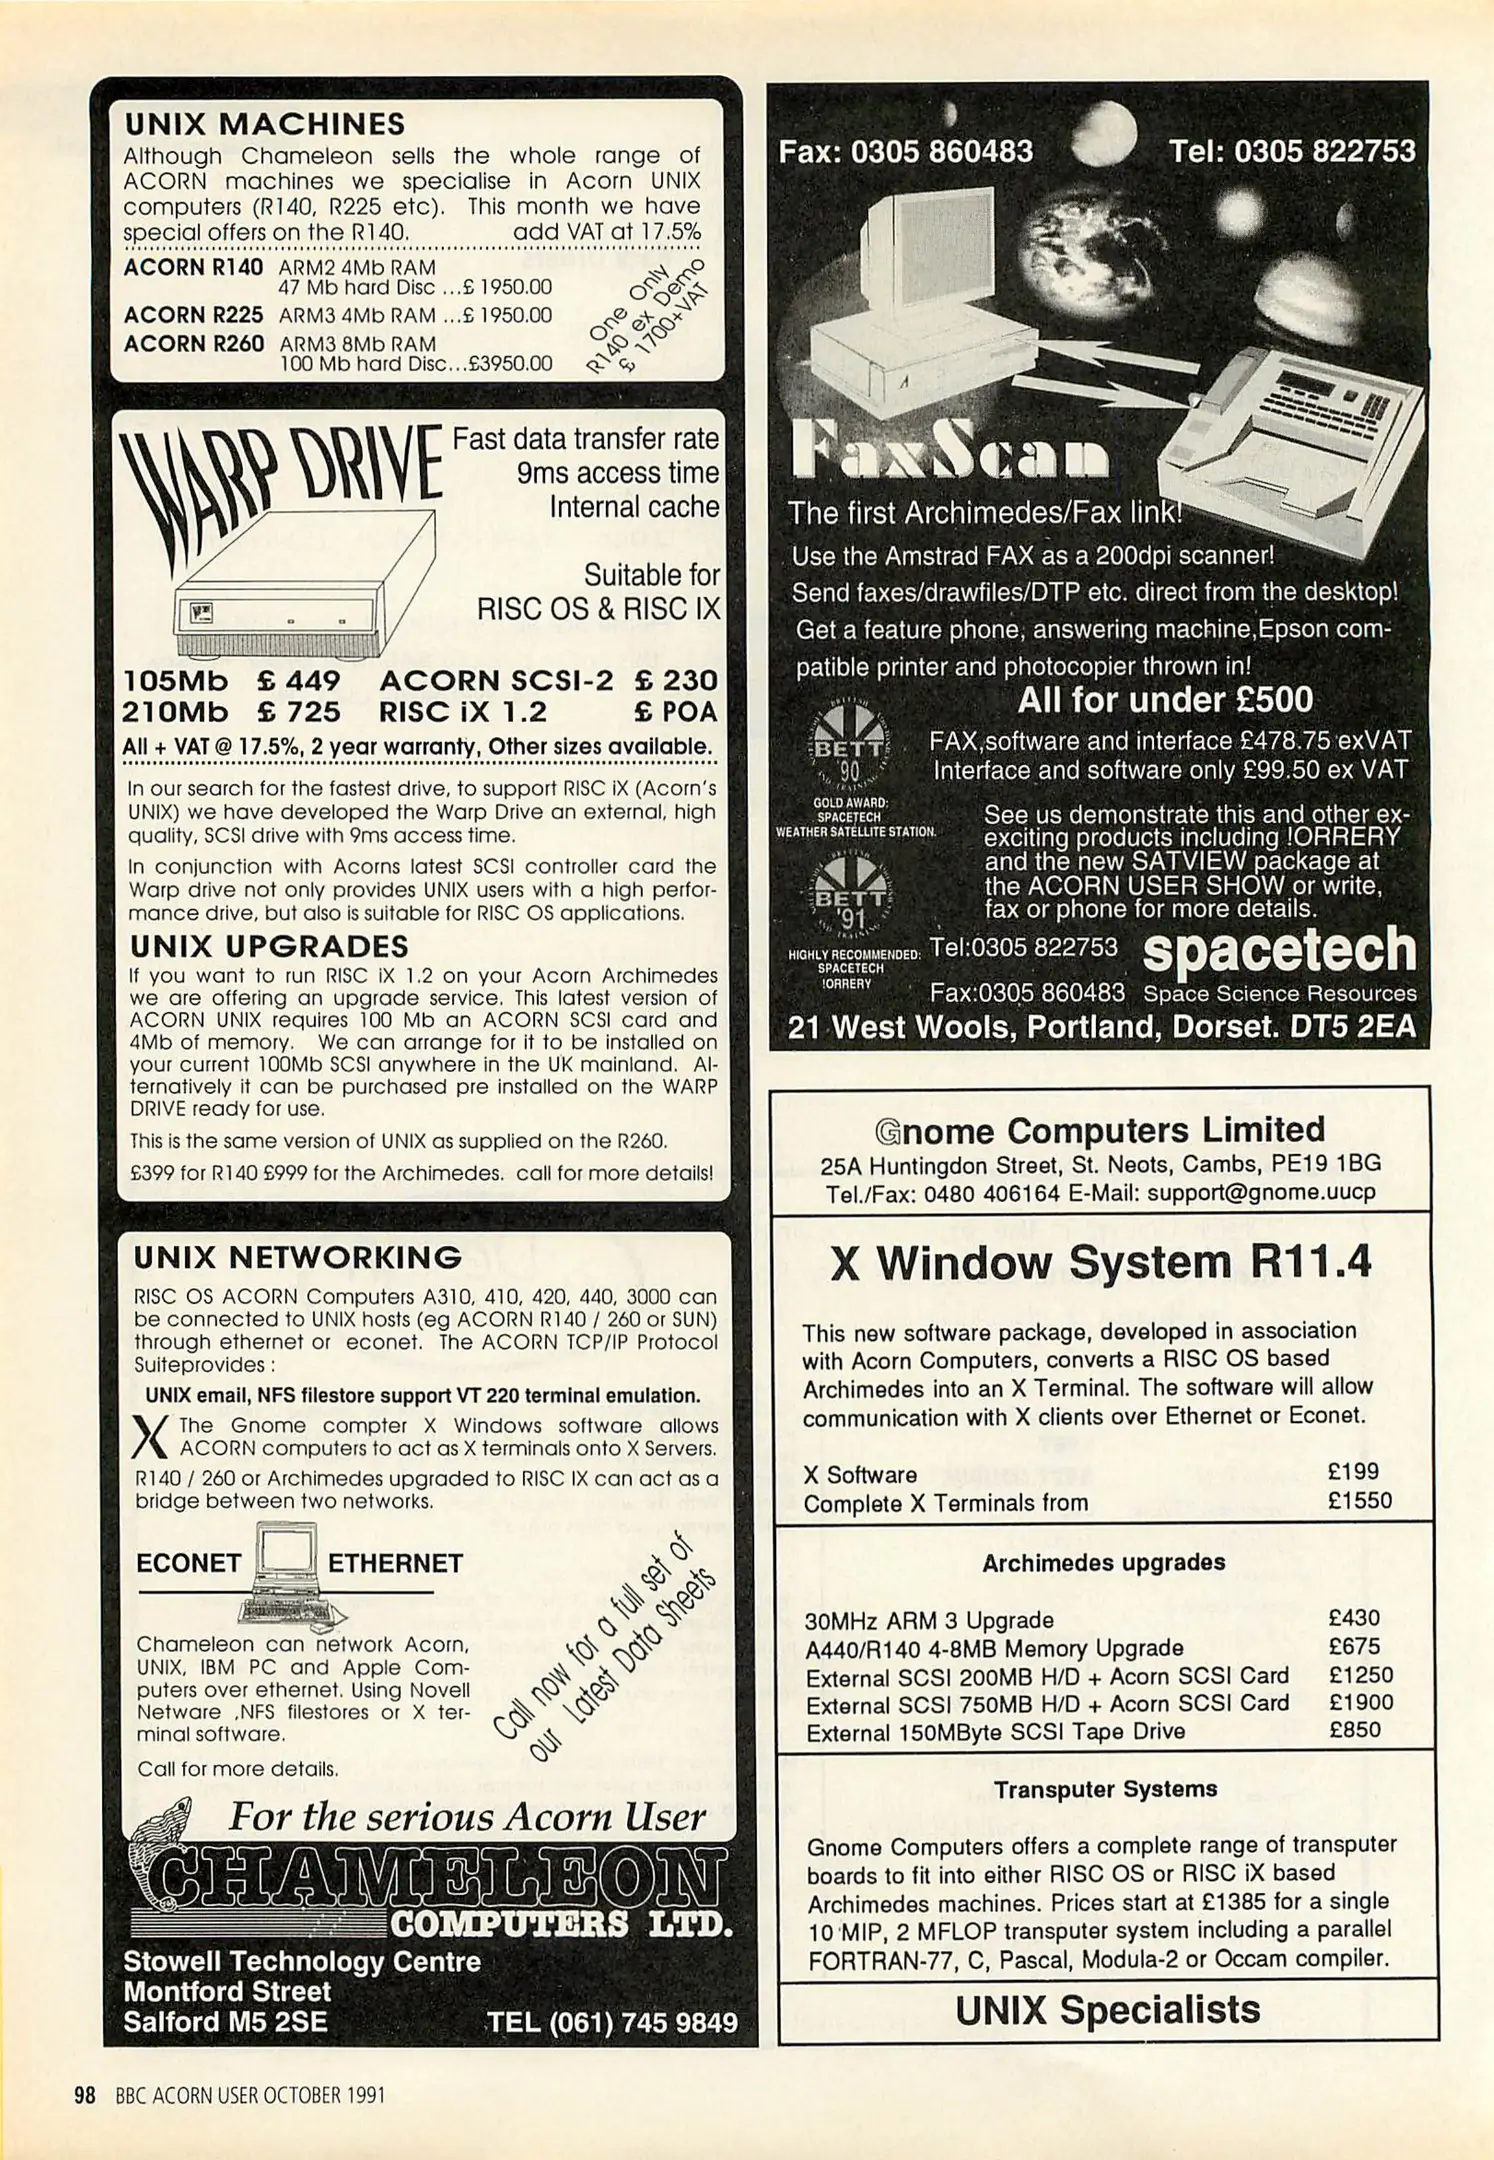 UNIX MACHINES
Although Chameleon sells the whole range of
ACORN machines we specialise in Acorn UNIX
computers (R140, R225 etc). This month we have
special offers on the R140. add VAT at 17.5%
ACORN R140 ARM2 4Mb RAM
47 Mb hard Disc ...£ 1950.00
ACORN R225 ARM3 4Mb RAM ...£ 1950.00
ACORN R260 ARM3 8Mb RAM
100 Mb hard Disc...£3950.00
One Only
R140 ex Demo
£ 1700+VAT
WARP DRIVE
Fast data transfer rate
9ms access time
Internal cache
Suitable for
RISC OS & RISC IX
105Mb £ 449 ACORN SCSI-2 £ 230
210Mb £ 725 RISC iX 1.2 £ POA
All + VAT @ 17.5%, 2 year warranty, Other sizes available.
In our search for the fastest drive, to support RISC iX (Acorn's
UNIX) we have developed the Warp Drive an external, high
quality, SCSI drive with 9ms access time.
In conjunction with Acorns latest SCSI controller card the
Warp drive not only provides UNIX users with a high perfor-
mance drive, but also is suitable for RISC OS applications.
UNIX UPGRADES
If you want to run RISC iX 1.2 on your Acorn Archimedes
we are offering an upgrade service. This latest version of
ACORN UNIX requires 100 Mb an ACORN SCSI card and
4Mb of memory. We can arrange for it to be installed on
your current 100Mb SCSI anywhere in the UK mainland. Al-
ternatively it can be purchased pre installed on the WARP
DRIVE ready for use.
This is the same version of UNIX as supplied on the R260.
£399 for R140 £999 for the Archimedes. call for more details!
UNIX NETWORKING
RISC OS ACORN Computers A310, 410, 420, 440, 3000 can
be connected to UNIX hosts (eg ACORN R140 / 260 or SUN)
through ethernet or econet. The ACORN TCP/IP Protocol
Suiteprovides :
UNIX email, NFS filestore support VT 220 terminal emulation.
X The Gnome compter X Windows software allows
ACORN computers to act as X terminals onto X Servers.
R140 / 260 or Archimedes upgraded to RISC IX can act as a
bridge between two networks.
ECONET ETHERNET
Chameleon can network Acorn,
UNIX, IBM PC and Apple Com-
puters over ethernet. Using Novell
Netware ,NFS filestores or X ter-
minal software.
Call for more details.
Call now for a full set of
our Latest Data Sheets
For the serious Acorn User
CHAMELEON
COMPUTERS LTD.
Stowell Technology Centre
Montford Street
Salford M5 2SE TEL (061) 745 9849
Fax: 0305 860483 Tel: 0305 822753
FaxScan
The first Archimedes/Fax link!
Use the Amstrad FAX as a 200dpi scanner!
Send faxes/drawfiles/DTP etc. direct from the desktop!
Get a feature phone, answering machine,Epson com-
patible printer and photocopier thrown in!
All for under £500
FAX,software and interface £478.75 exVAT
Interface and software only £99.50 ex VAT
BETT
'90
GOLD AWARD:
SPACETECH
WEATHER SATELLITE STATION.
BETT
'91
HIGHLY RECOMMENDED:
SPACETECH
!ORRERY
See us demonstrate this and other ex-
exciting products including !ORRERY
and the new SATVIEW package at
the ACORN USER SHOW or write,
fax or phone for more details.
Tel:0305 822753 spacetech
Fax:0305 860483 Space Science Resources
21 West Wools, Portland, Dorset. DT5 2EA
Gnome Computers Limited
25A Huntingdon Street, St. Neots, Cambs, PE19 1BG
Tel./Fax: 0480 406164 E-Mail: support@gnome.uucp
X Window System R11.4
This new software package, developed in association
with Acorn Computers, converts a RISC OS based
Archimedes into an X Terminal. The software will allow
communication with X clients over Ethernet or Econet.
X Software £199
Complete X Terminals from £1550
Archimedes upgrades
30MHz ARM 3 Upgrade £430
A440/R140 4-8MB Memory Upgrade £675
External SCSI 200MB H/D + Acorn SCSI Card £1250
External SCSI 750MB H/D + Acorn SCSI Card £1900
External 150MByte SCSI Tape Drive £850
Transputer Systems
Gnome Computers offers a complete range of transputer
boards to fit into either RISC OS or RISC iX based
Archimedes machines. Prices start at £1385 for a single
10 MIP, 2 MFLOP transputer system including a parallel
FORTRAN-77, C, Pascal, Modula-2 or Occam compiler.
UNIX Specialists
98 BBC ACORN USER OCTOBER 1991